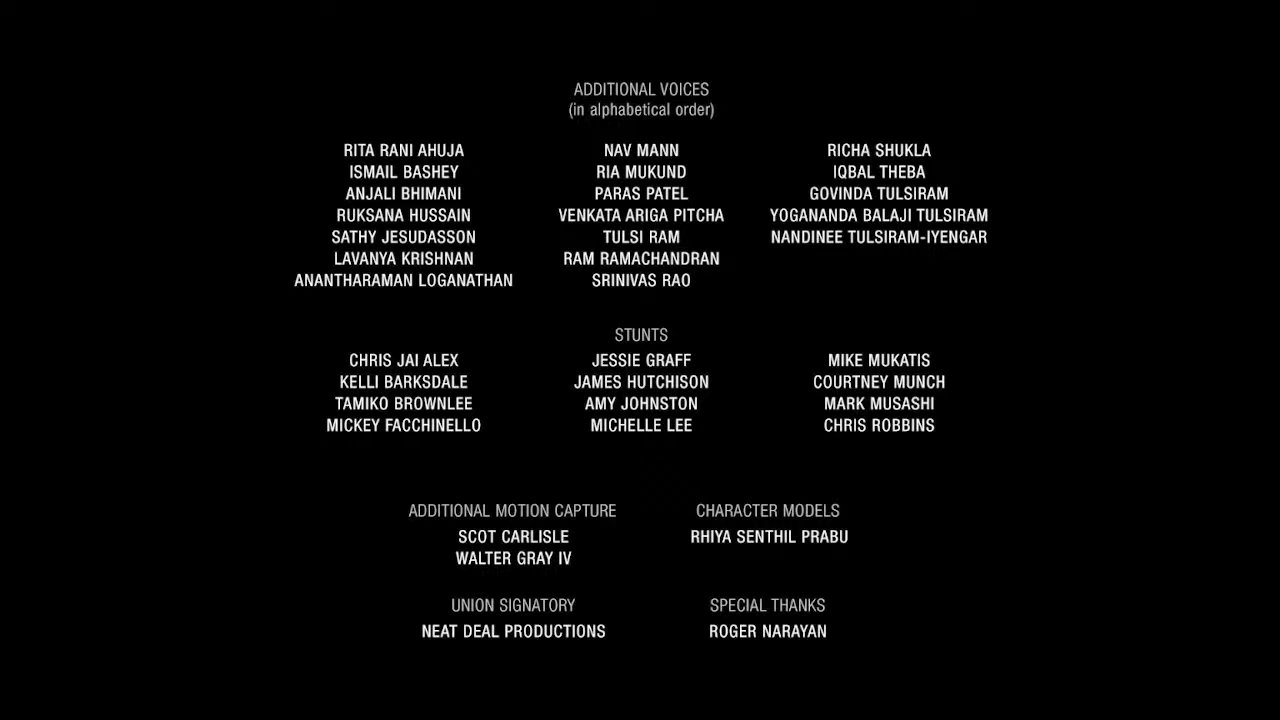 ADDITIONAL VOICES
(in alphabetical order)
RITA RANI AHUJA
ISMAIL BASHEY
ANJALI BHIMANI
RUKSANA HUSSAIN
SATHY JESUDASSON
LAVANYA KRISHNAN
ANANTHARAMAN LOGANATHAN
NAV MANN
RIA MUKUND
PARAS PATEL
VENKATA ARIGA PITCHA
TULSI RAM
RAM RAMACHANDRAN
SRINIVAS RAO
RICHA SHUKLA
IQBAL THEBA
GOVINDA TULSIRAM
YOGANANDA BALAJI TULSIRAM
NANDINEE TULSIRAM-IYENGAR
STUNTS
CHRIS JAI ALEX
KELLI BARKSDALE
TAMIKO BROWNLEE
MICKEY FACCHINELLO
JESSIE GRAFF
JAMES HUTCHISON
AMY JOHNSTON
MICHELLE LEE
MIKE MUKATIS
COURTNEY MUNCH
MARK MUSASHI
CHRIS ROBBINS
ADDITIONAL MOTION CAPTURE
SCOT CARLISLE
WALTER GRAY IV
CHARACTER MODELS
RHIYA SENTHIL PRABU
UNION SIGNATORY
NEAT DEAL PRODUCTIONS
SPECIAL THANKS
ROGER NARAYAN